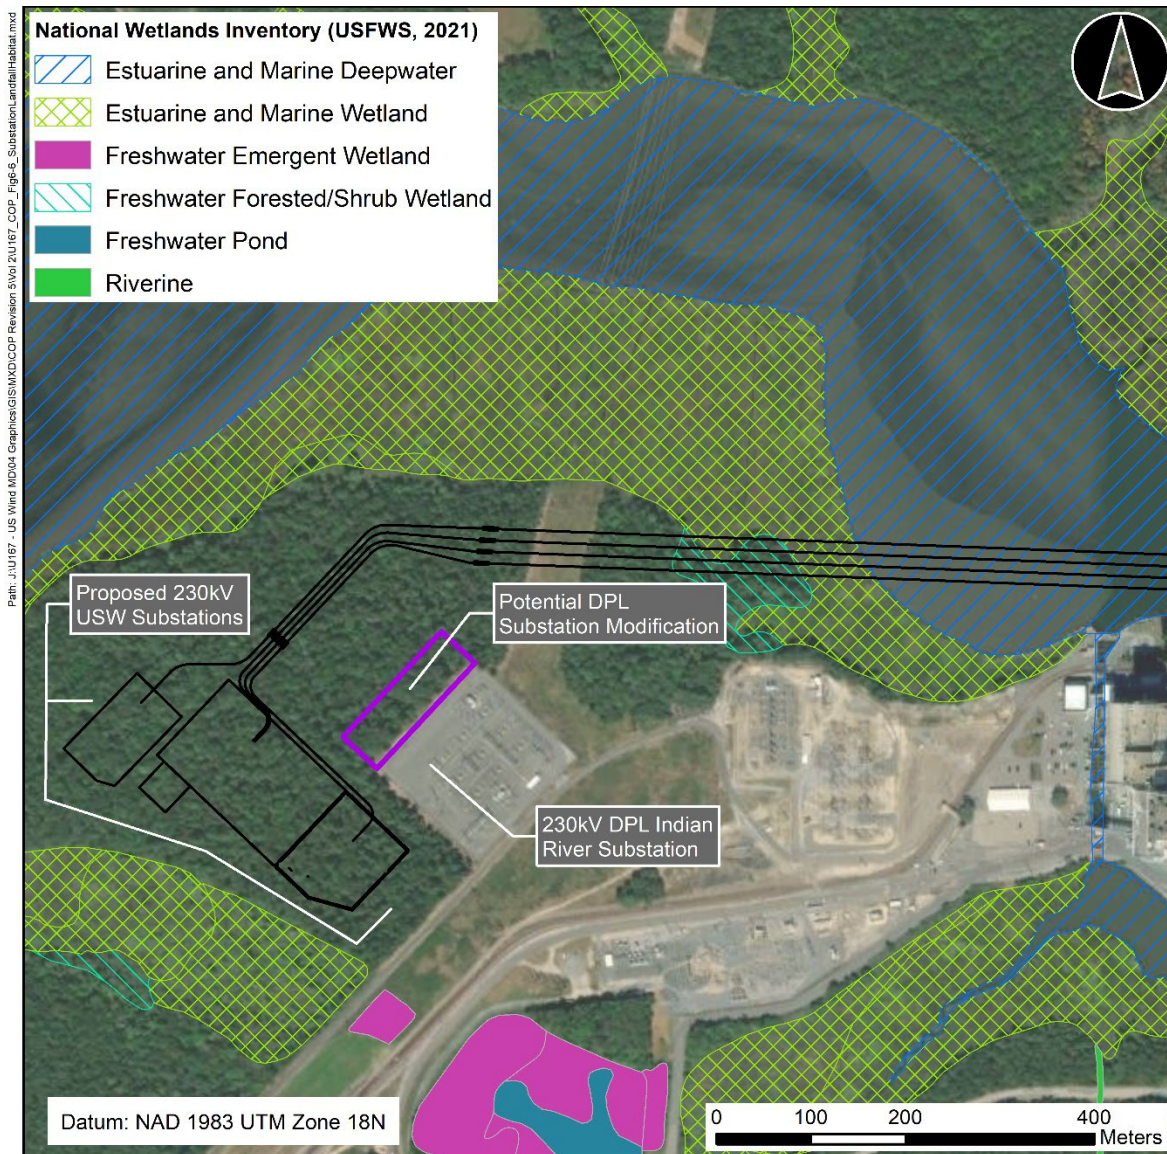 Path: J:\U167 - US Wind MD\04 Graphics\GIS\MXD\COP Revision 5\Vol 2\U167_COP_Fig6-6_SubstationLandfallHabitat.mxd
National Wetlands Inventory (USFWS, 2021)
Estuarine and Marine Deepwater
Estuarine and Marine Wetland
Freshwater Emergent Wetland
Freshwater Forested/Shrub Wetland
Freshwater Pond
Riverine
Proposed 230kV
USW Substations
Potential DPL
Substation Modification
230kV DPL Indian
River Substation
Datum: NAD 1983 UTM Zone 18N
0 100 200 400
Meters